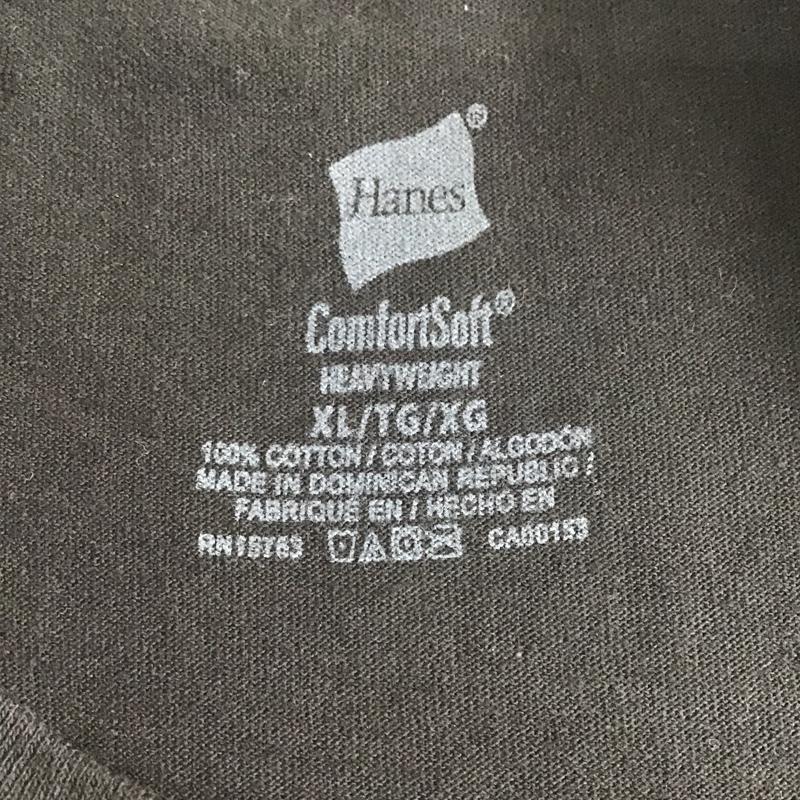 Hanes®
ComfortSoft®
HEAVYWEIGHT
XL/TG/XG
100% COTTON / COTON / ALGODÓN
MADE IN DOMINICAN REPUBLIC /
FABRIQUÉ EN / HECHO EN
RN15763 CA00153